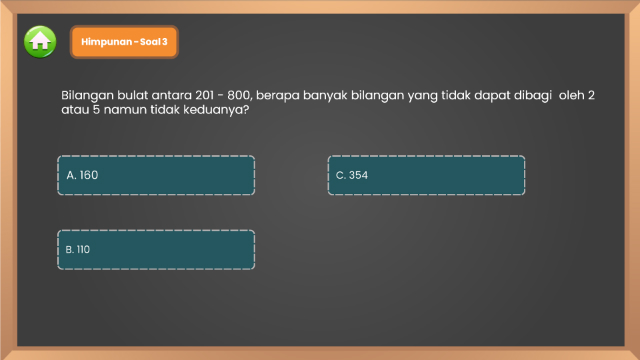 Himpunan - Soal 3
Bilangan bulat antara 201 - 800, berapa banyak bilangan yang tidak dapat dibagi oleh 2
atau 5 namun tidak keduanya?
A. 160
C. 354
B. 110